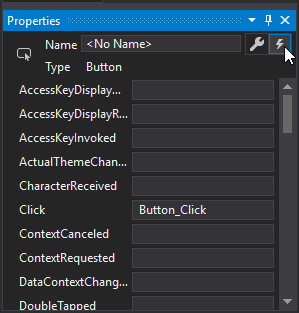 Properties
Name <No Name>
Type Button
AccessKeyDisplay...
AccessKeyDisplayR...
AccessKeyInvoked
ActualThemeChan...
CharacterReceived
Click Button_Click
ContextCanceled
ContextRequested
DataContextChang...
DoubleTapped